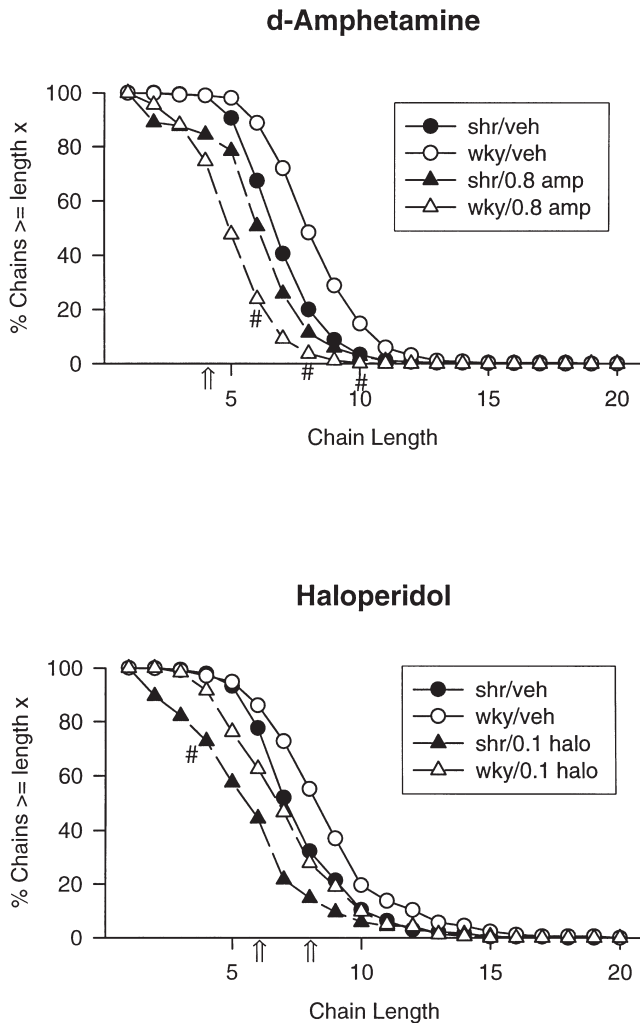 d-Amphetamine
% Chains >= length x
100
80
60
40
20
0
shr/veh
wky/veh
shr/0.8 amp
wky/0.8 amp
#
#
#
⇑
5
10
15
20
Chain Length
Haloperidol
% Chains >= length x
100
80
60
40
20
0
shr/veh
wky/veh
shr/0.1 halo
wky/0.1 halo
#
⇑
⇑
5
10
15
20
Chain Length